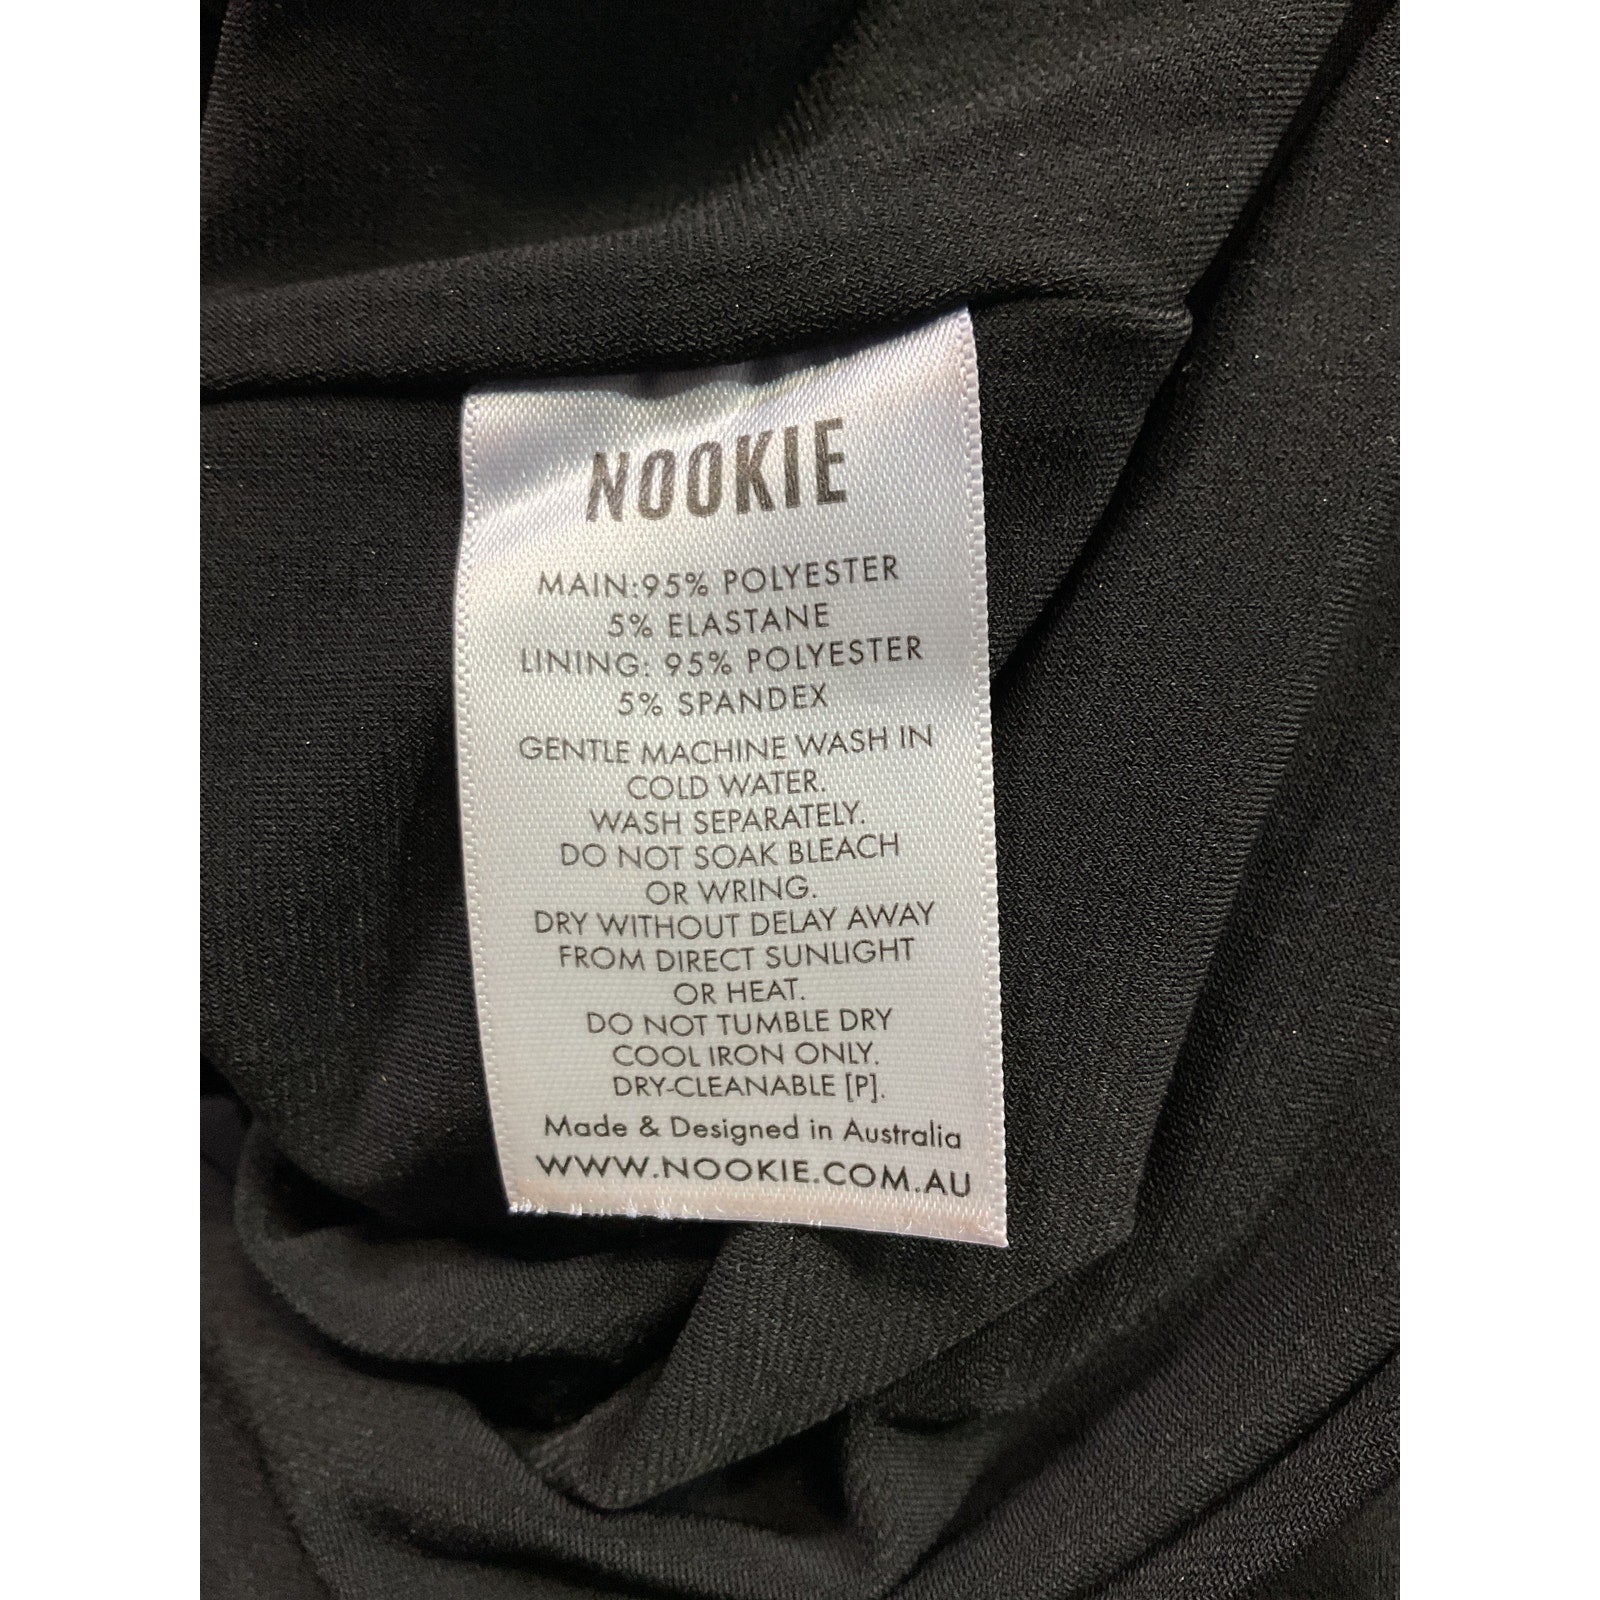 NOOKIE
MAIN:95% POLYESTER
5% ELASTANE
LINING: 95% POLYESTER
5% SPANDEX
GENTLE MACHINE WASH IN
COLD WATER.
WASH SEPARATELY.
DO NOT SOAK BLEACH
OR WRING.
DRY WITHOUT DELAY AWAY
FROM DIRECT SUNLIGHT
OR HEAT.
DO NOT TUMBLE DRY
COOL IRON ONLY.
DRY-CLEANABLE [P].
Made & Designed in Australia
WWW.NOOKIE.COM.AU